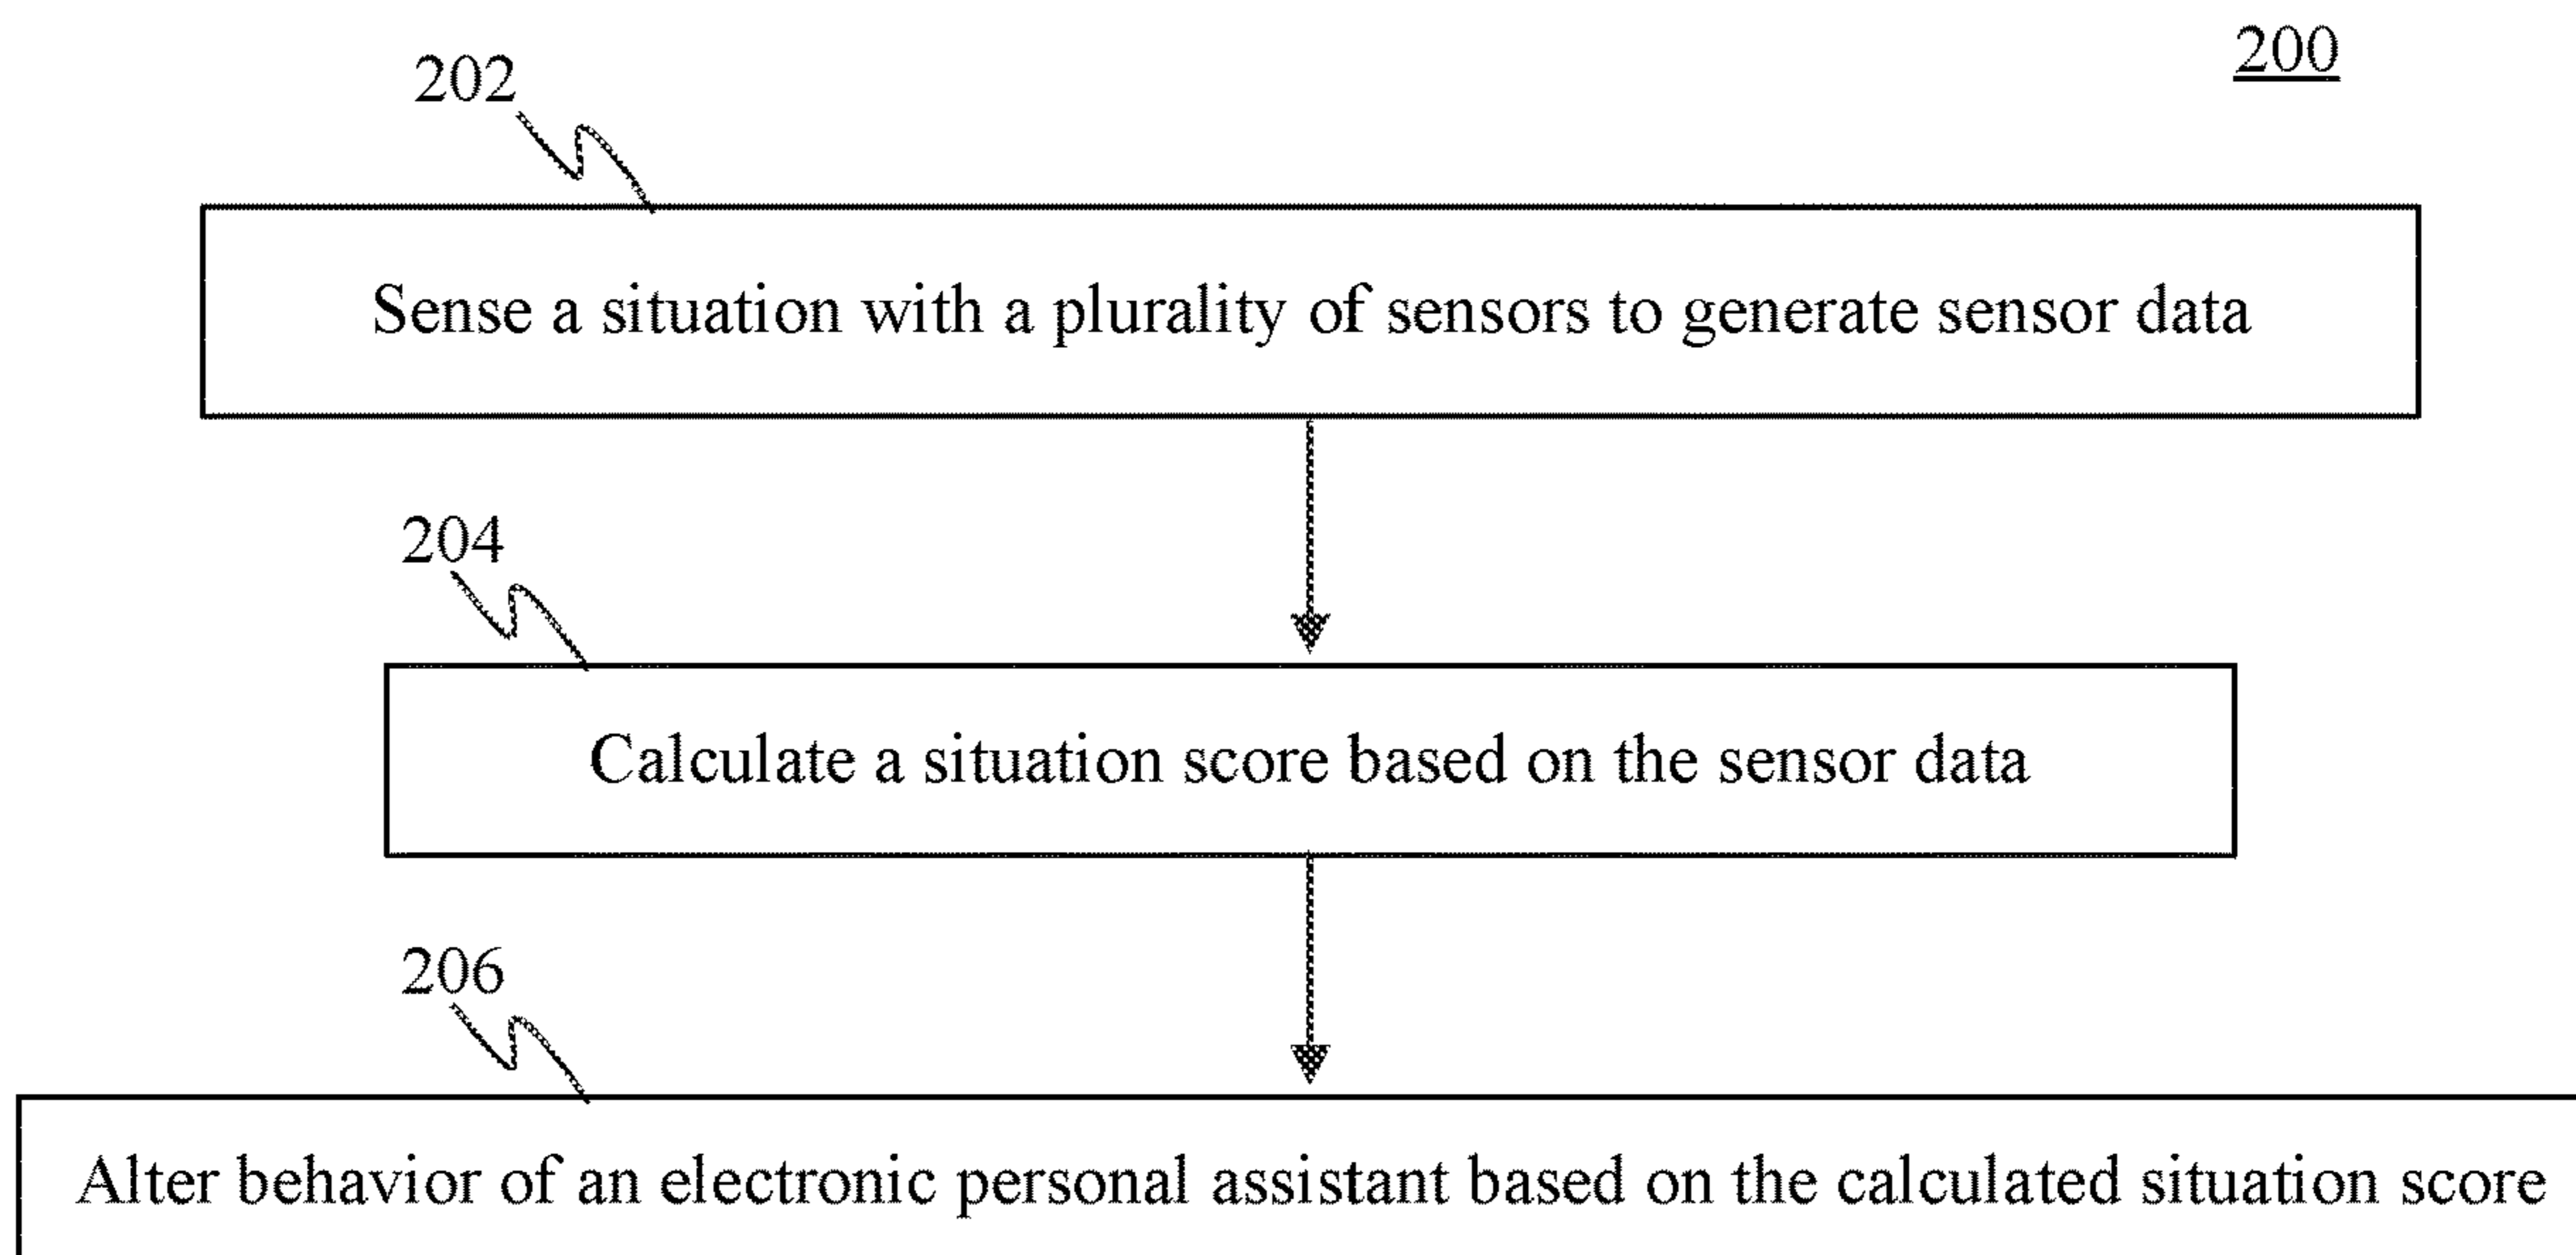 200
202
Sense a situation with a plurality of sensors to generate sensor data
204
Calculate a situation score based on the sensor data
206
Alter behavior of an electronic personal assistant based on the calculated situation score